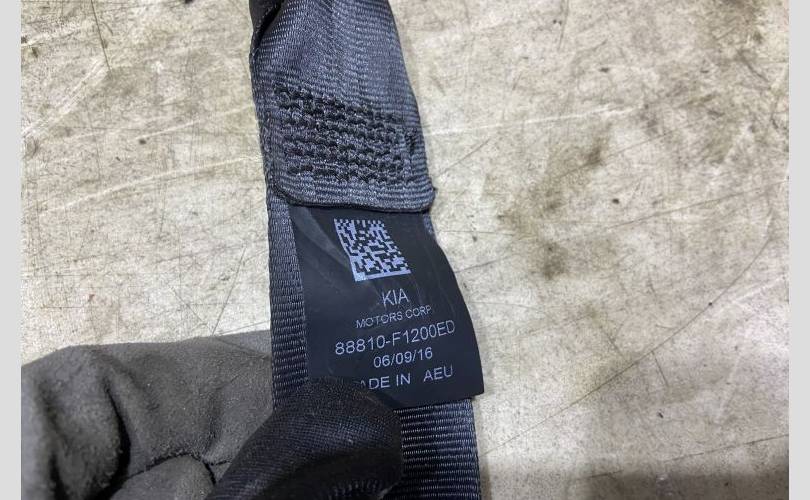 KIA
MOTORS CORP.
88810-F1200ED
06/09/16
ADE IN AEU